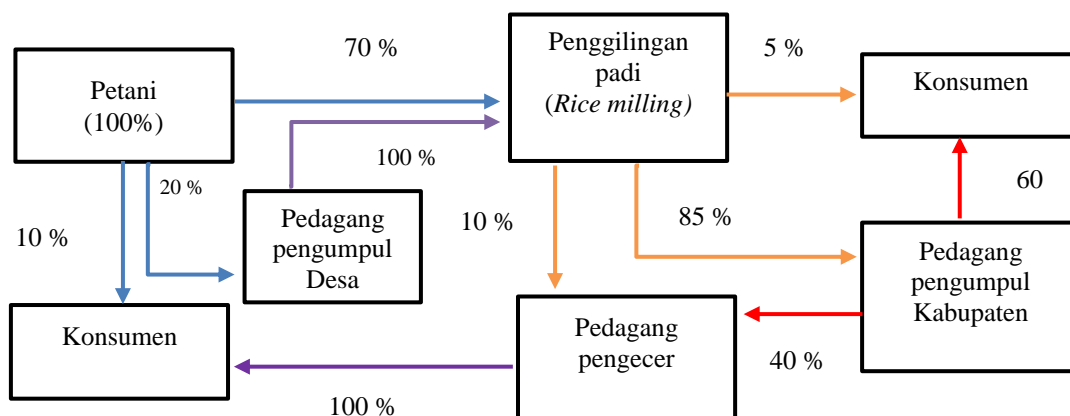 70 %
Penggilingan
padi
(Rice milling)
5 %
Konsumen
Petani
(100%)
100 %
20 %
60
10 %
Pedagang
pengumpul
Desa
10 %
85 %
Pedagang
pengumpul
Kabupaten
Konsumen
Pedagang
pengecer
40 %
100 %